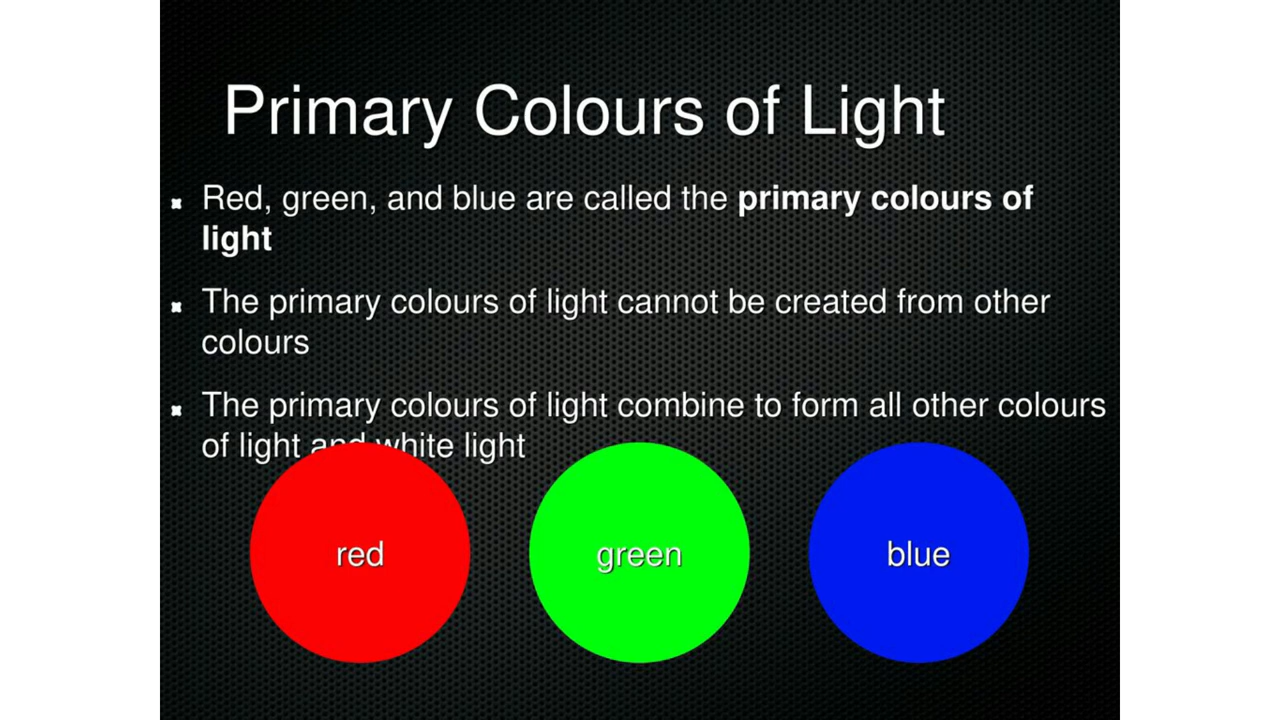 Primary Colours of Light
Red, green, and blue are called the primary colours of
light
The primary colours of light cannot be created from other
colours
The primary colours of light combine to form all other colours
of light and white light
red
green
blue